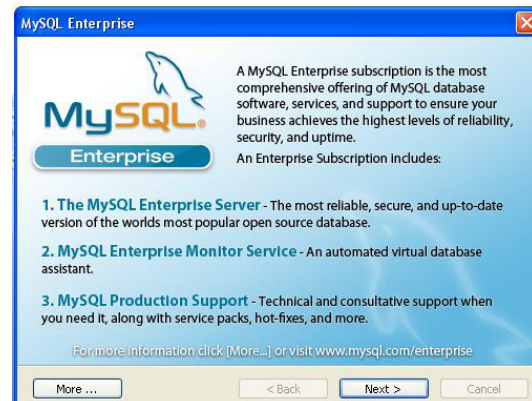 MySQL Enterprise
A MySQL Enterprise subscription is the most
comprehensive offering of MySQL database
software, services, and support to ensure your
business achieves the highest levels of reliability,
security, and uptime.
MySQL®
Enterprise
An Enterprise Subscription includes:
1. The MySQL Enterprise Server - The most reliable, secure, and up-to-date
version of the worlds most popular open source database.
2. MySQL Enterprise Monitor Service - An automated virtual database
assistant.
3. MySQL Production Support - Technical and consultative support when
you need it, along with service packs, hot-fixes, and more.
For more information click [More...] or visit www.mysql.com/enterprise
More ... < Back Next > Cancel